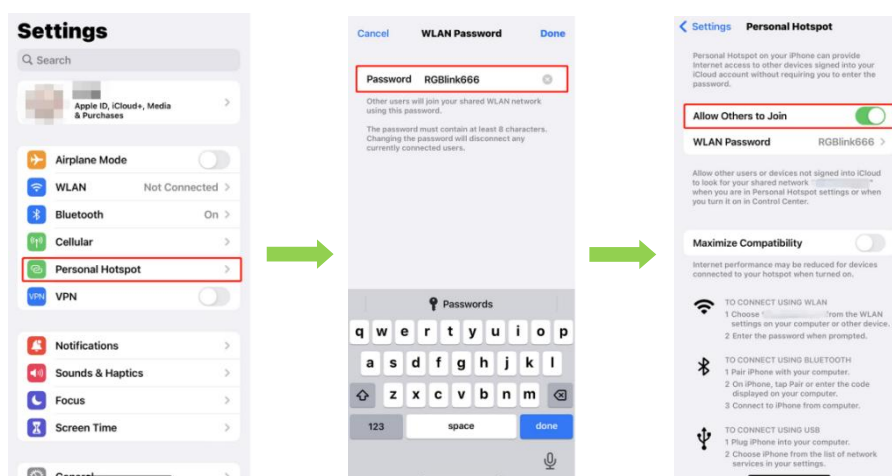 Settings
Search
Apple ID, iCloud+, Media
& Purchases
Airplane Mode
WLAN Not Connected
Bluetooth On
Cellular
Personal Hotspot
VPN VPN
Notifications
Sounds & Haptics
Focus
Screen Time
General
Cancel WLAN Password Done
Password RGBlink666
Other users will join your shared WLAN network
using this password.
The password must contain at least 8 characters.
Changing the password will disconnect any
currently connected users.
Passwords
q w e r t y u i o p
a s d f g h j k l
z x c v b n m
123 space done
Settings Personal Hotspot
Personal Hotspot on your iPhone can provide
Internet access to other devices signed into your
iCloud account without requiring you to enter the
password.
Allow Others to Join
WLAN Password RGBlink666
Allow other users or devices not signed into iCloud
to look for your shared network " "
when you are in Personal Hotspot settings or when
you turn it on in Control Center.
Maximize Compatibility
Internet performance may be reduced for devices
connected to your hotspot when turned on.
TO CONNECT USING WLAN
1 Choose " from the WLAN
settings on your computer or other device.
2 Enter the password when prompted.
TO CONNECT USING BLUETOOTH
1 Pair iPhone with your computer.
2 On iPhone, tap Pair or enter the code
displayed on your computer.
3 Connect to iPhone from computer.
TO CONNECT USING USB
1 Plug iPhone into your computer.
2 Choose iPhone from the list of network
services in your settings.